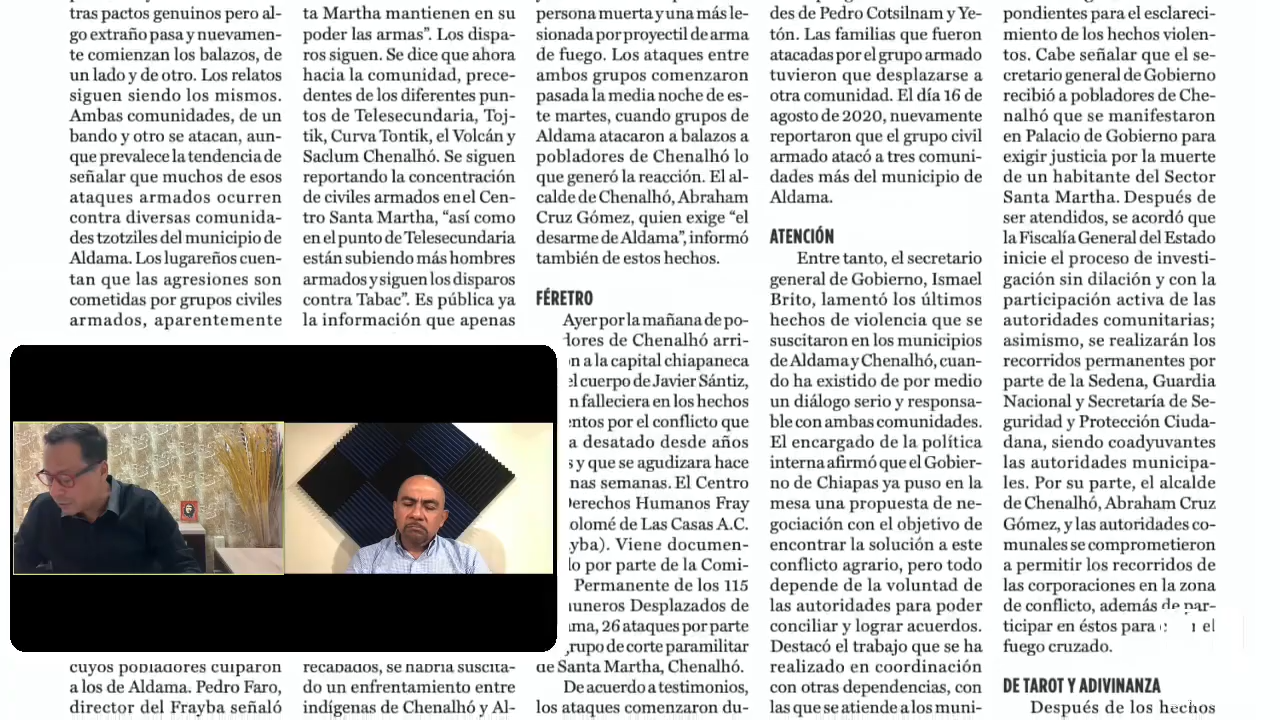 tras pactos genuinos pero al-
go extraño pasa y nuevamen-
te comienzan los balazos, de
un lado y de otro. Los relatos
siguen siendo los mismos.
Ambas comunidades, de un
bando y otro se atacan, aun-
que prevalece la tendencia de
señalar que muchos de esos
ataques armados ocurren
contra diversas comunida-
des tzotziles del municipio de
Aldama. Los lugareños cuen-
tan que las agresiones son
cometidas por grupos civiles
armados, aparentemente
cuyos pobladores culparon
a los de Aldama. Pedro Faro,
director del Frayba señaló
ta Martha mantienen en su
poder las armas”. Los dispa-
ros siguen. Se dice que ahora
hacia la comunidad, prece-
dentes de los diferentes pun-
tos de Telesecundaria, Toj-
tik, Curva Tontik, el Volcán y
Saclum Chenalhó. Se siguen
reportando la concentración
de civiles armados en el Cen-
tro Santa Martha, “así como
en el punto de Telesecundaria
están subiendo más hombres
armados y siguen los disparos
contra Tabac”. Es pública ya
la información que apenas
recabados, se habría suscita-
do un enfrentamiento entre
indígenas de Chenalhó y Al-
persona muerta y una más le-
sionada por proyectil de arma
de fuego. Los ataques entre
ambos grupos comenzaron
pasada la media noche de es-
te martes, cuando grupos de
Aldama atacaron a balazos a
pobladores de Chenalhó lo
que generó la reacción. El al-
calde de Chenalhó, Abraham
Cruz Gómez, quien exige “el
desarme de Aldama”, informó
también de estos hechos.
FÉRETRO
Ayer por la mañana de po-
dores de Chenalhó arri-
n a la capital chiapaneca
el cuerpo de Javier Sántiz,
n falleciera en los hechos
entos por el conflicto que
a desatado desde años
s y que se agudizara hace
nas semanas. El Centro
Derechos Humanos Fray
olomé de Las Casas A.C.
yba). Viene documen-
o por parte de la Comi-
Permanente de los 115
uneros Desplazados de
ma, 26 ataques por parte
grupo de corte paramilitar
de Santa Martha, Chenalhó.
De acuerdo a testimonios,
los ataques comenzaron du-
des de Pedro Cotsilnam y Ye-
tón. Las familias que fueron
atacadas por el grupo armado
tuvieron que desplazarse a
otra comunidad. El día 16 de
agosto de 2020, nuevamente
reportaron que el grupo civil
armado atacó a tres comuni-
dades más del municipio de
Aldama.
ATENCIÓN
Entre tanto, el secretario
general de Gobierno, Ismael
Brito, lamentó los últimos
hechos de violencia que se
suscitaron en los municipios
de Aldama y Chenalhó, cuan-
do ha existido de por medio
un diálogo serio y responsa-
ble con ambas comunidades.
El encargado de la política
interna afirmó que el Gobier-
no de Chiapas ya puso en la
mesa una propuesta de ne-
gociación con el objetivo de
encontrar la solución a este
conflicto agrario, pero todo
depende de la voluntad de
las autoridades para poder
conciliar y lograr acuerdos.
Destacó el trabajo que se ha
realizado en coordinación
con otras dependencias, con
las que se atiende a los muni-
pondientes para el esclareci-
miento de los hechos violen-
tos. Cabe señalar que el se-
cretario general de Gobierno
recibió a pobladores de Che-
nalhó que se manifestaron
en Palacio de Gobierno para
exigir justicia por la muerte
de un habitante del Sector
Santa Martha. Después de
ser atendidos, se acordó que
la Fiscalía General del Estado
inicie el proceso de investi-
gación sin dilación y con la
participación activa de las
autoridades comunitarias;
asimismo, se realizarán los
recorridos permanentes por
parte de la Sedena, Guardia
Nacional y Secretaría de Se-
guridad y Protección Ciuda-
dana, siendo coadyuvantes
las autoridades municipa-
les. Por su parte, el alcalde
de Chenalhó, Abraham Cruz
Gómez, y las autoridades co-
munales se comprometieron
a permitir los recorridos de
las corporaciones en la zona
de conflicto, además de par-
ticipar en éstos para el
fuego cruzado.
DE TAROT Y ADIVINANZA
Después de los hechos